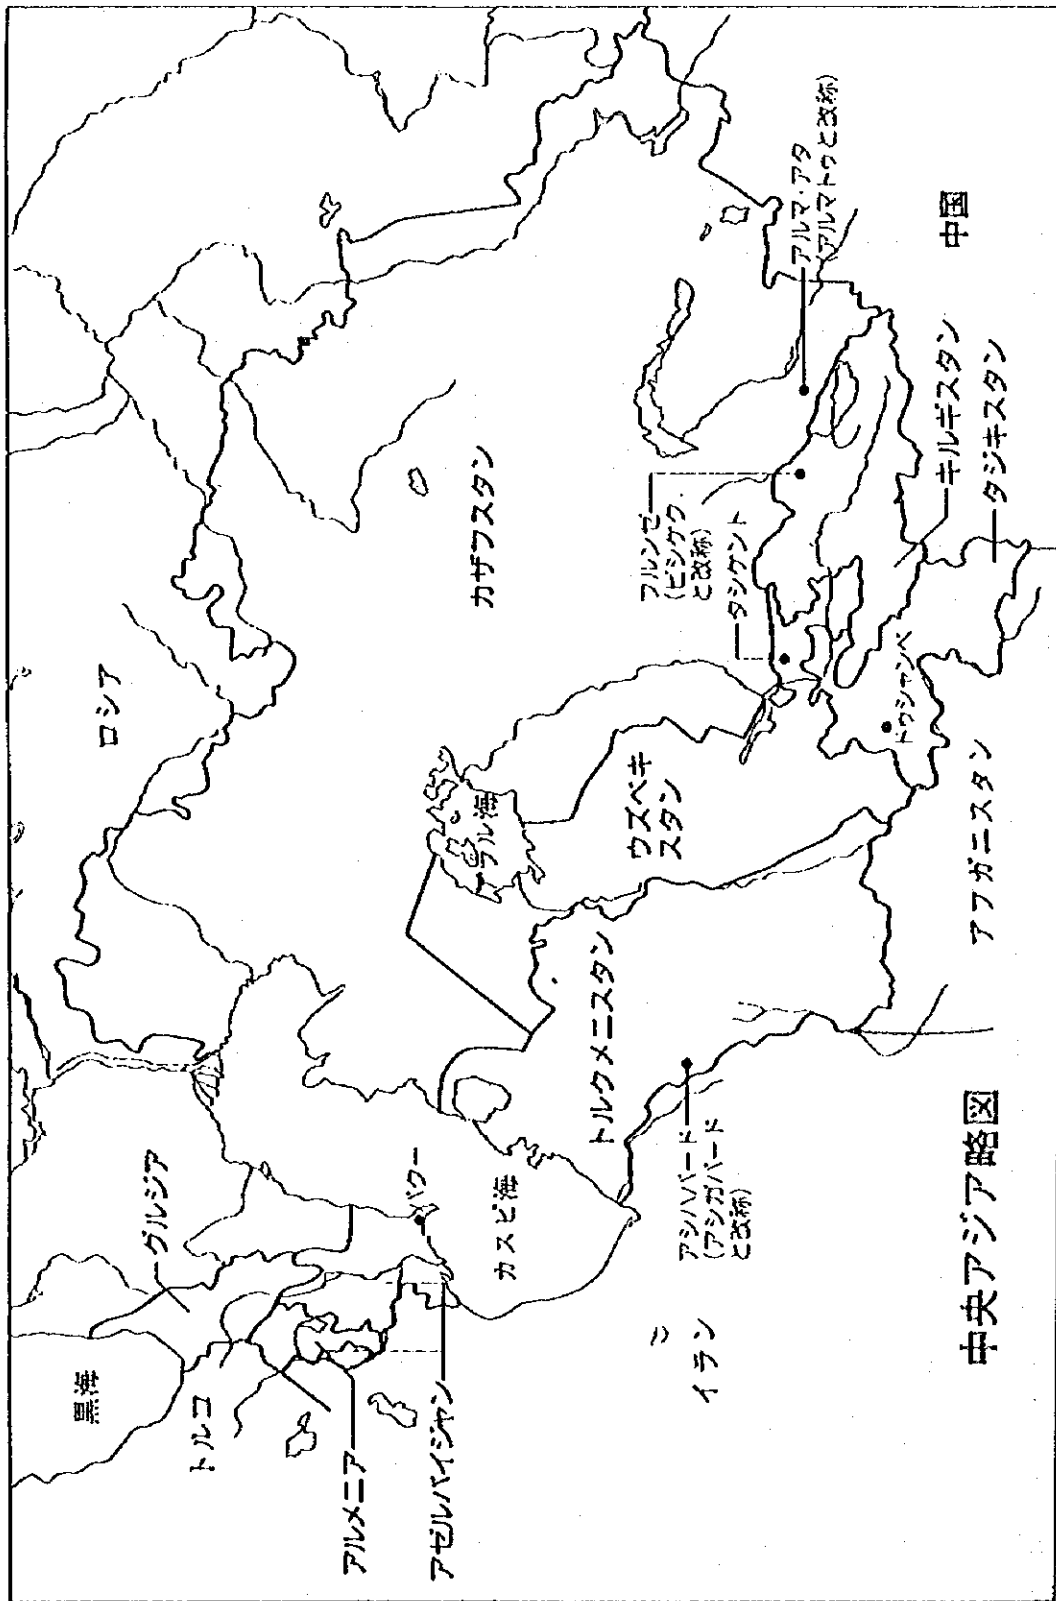 中央アジア略図
黒海
グルジア
トルコ
アルメニア
アゼルバイジャン
バクー
カスピ海
ロシア
カザフスタン
アラル海
ウズベキ
スタン
トルクメニスタン
アシハバード
(アシガバード
と改称)
イラン
フルンゼ
(ビシケク
と改称)
タシケント
ドゥシャンベ
アルマ・アタ
(アルマトゥと改称)
中国
キルギスタン
タジキスタン
アフガニスタン